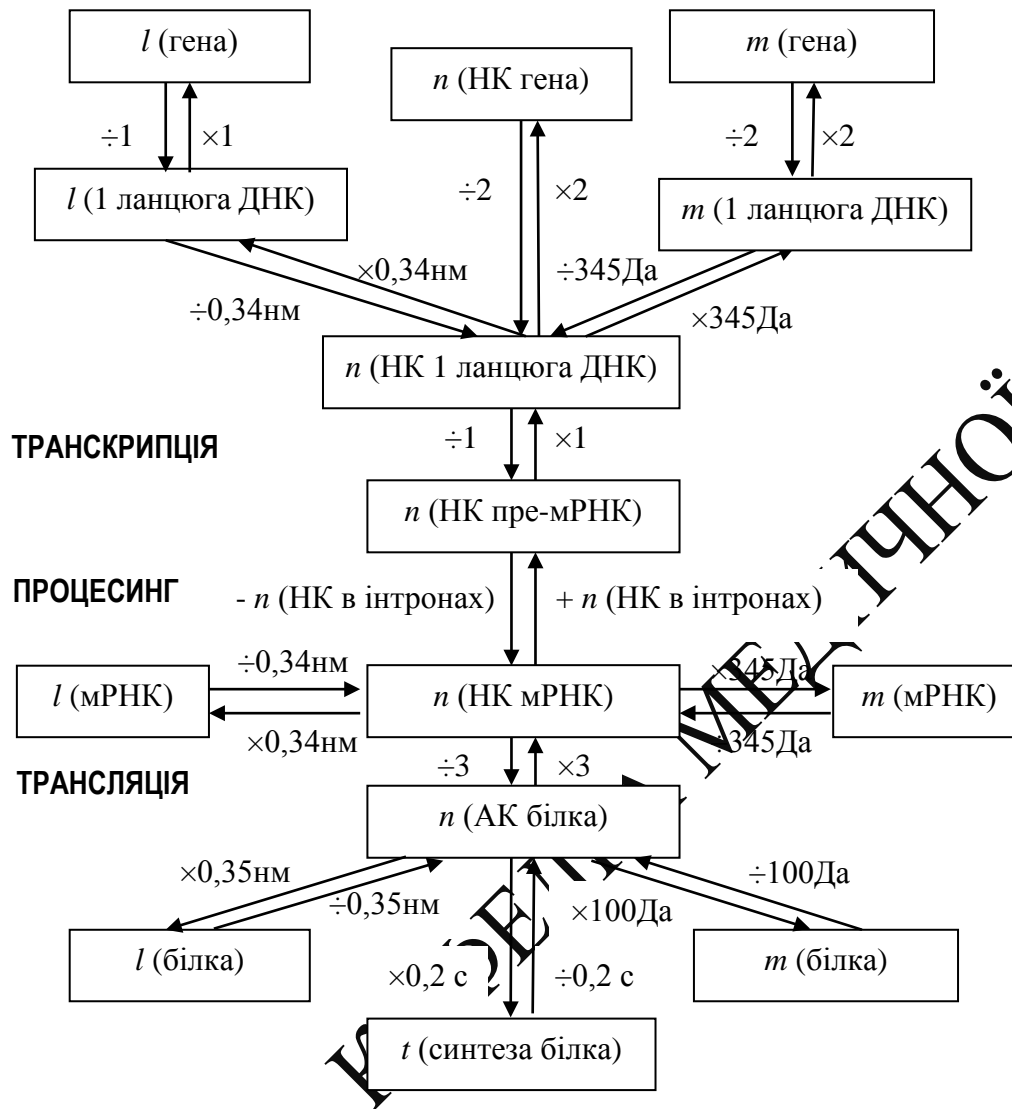 l (гена)
n (НК гена)
m (гена)
÷1
×1
÷2
×2
÷2
×2
l (1 ланцюга ДНК)
m (1 ланцюга ДНК)
×0,34нм
÷0,34нм
÷345Да
×345Да
n (НК 1 ланцюга ДНК)
ТРАНСКРИПЦІЯ
÷1
×1
n (НК пре-мРНК)
ПРОЦЕСИНГ
- n (НК в інтронах)
+ n (НК в інтронах)
÷0,34нм
×345Да
l (мРНК)
n (НК мРНК)
m (мРНК)
×0,34нм
÷345Да
ТРАНСЛЯЦІЯ
÷3
×3
n (АК білка)
×0,35нм
÷0,35нм
×100Да
÷100Да
l (білка)
m (білка)
×0,2 с
÷0,2 с
t (синтеза білка)